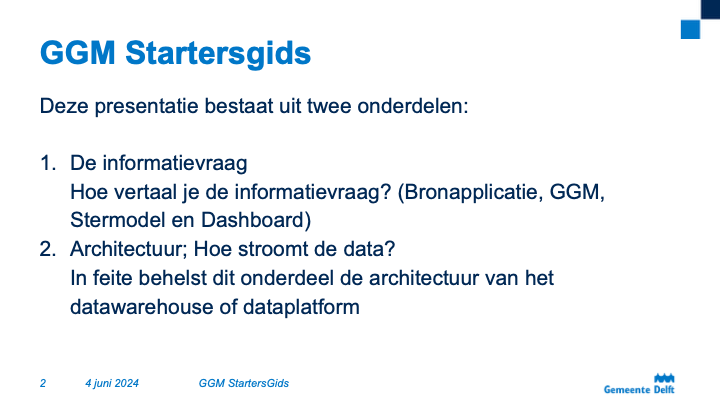 GGM Startersgids
Deze presentatie bestaat uit twee onderdelen:
1. De informatievraag
Hoe vertaal je de informatievraag? (Bronapplicatie, GGM,
Stermodel en Dashboard)
2. Architectuur; Hoe stroomt de data?
In feite behelst dit onderdeel de architectuur van het
datawarehouse of dataplatform
2 4 juni 2024 GGM StartersGids
Gemeente Delft